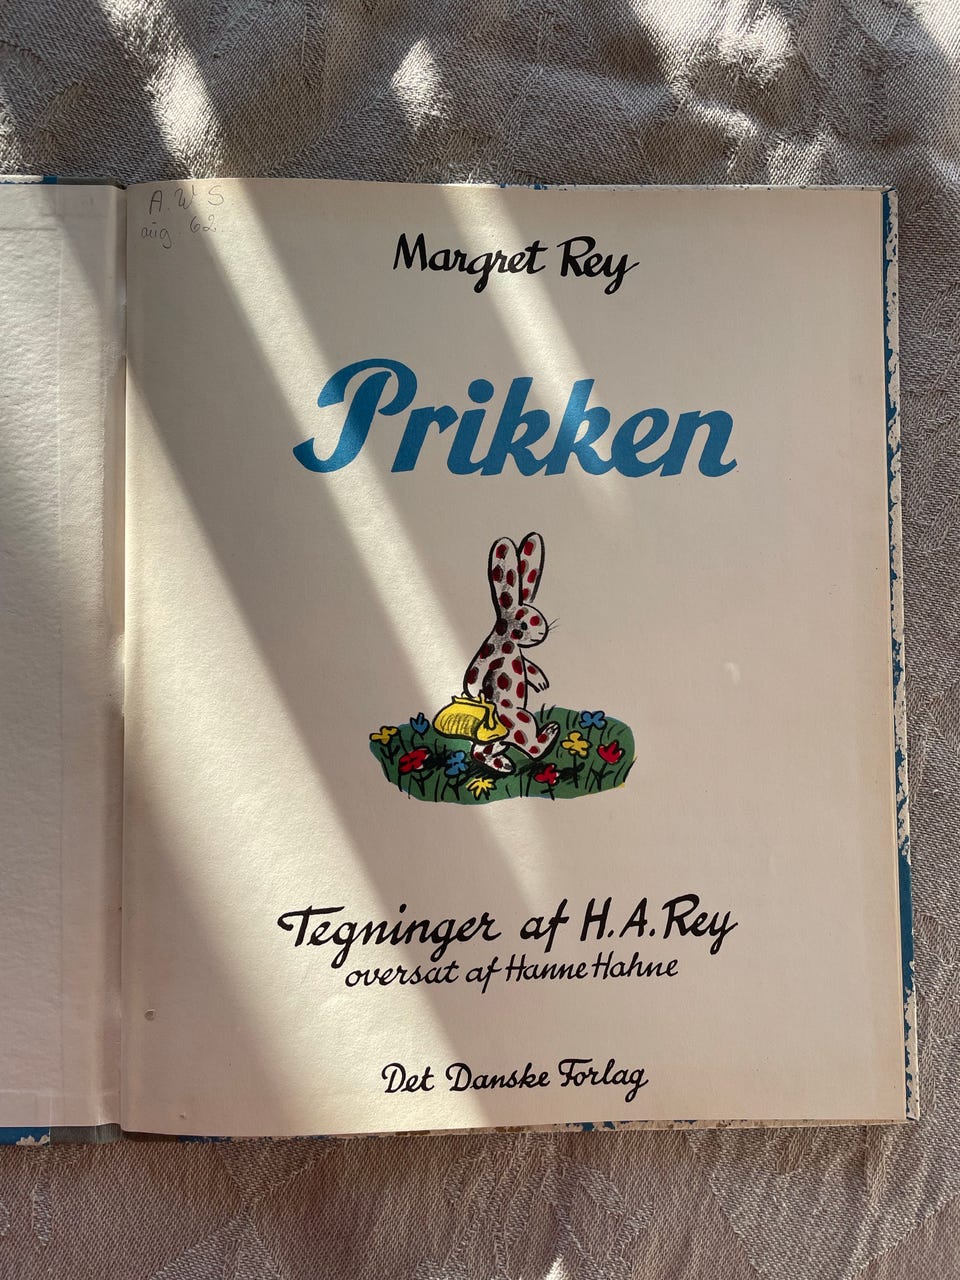 A. W S
aug. 62.
Margret Rey
Prikken
Tegninger af H. A. Rey
oversat af Hanne Hahne
Det Danske Forlag